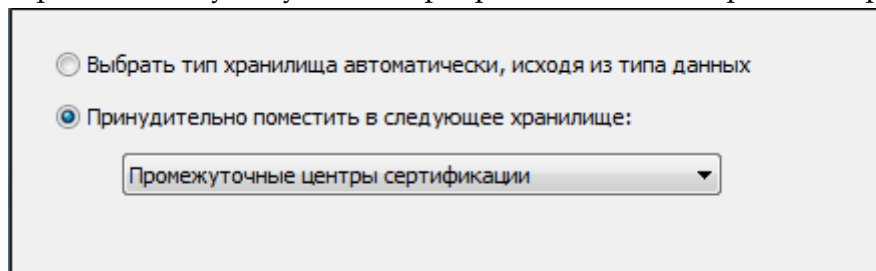 Выбрать тип хранилища автоматически, исходя из типа данных
Принудительно поместить в следующее хранилище:
Промежуточные центры сертификации